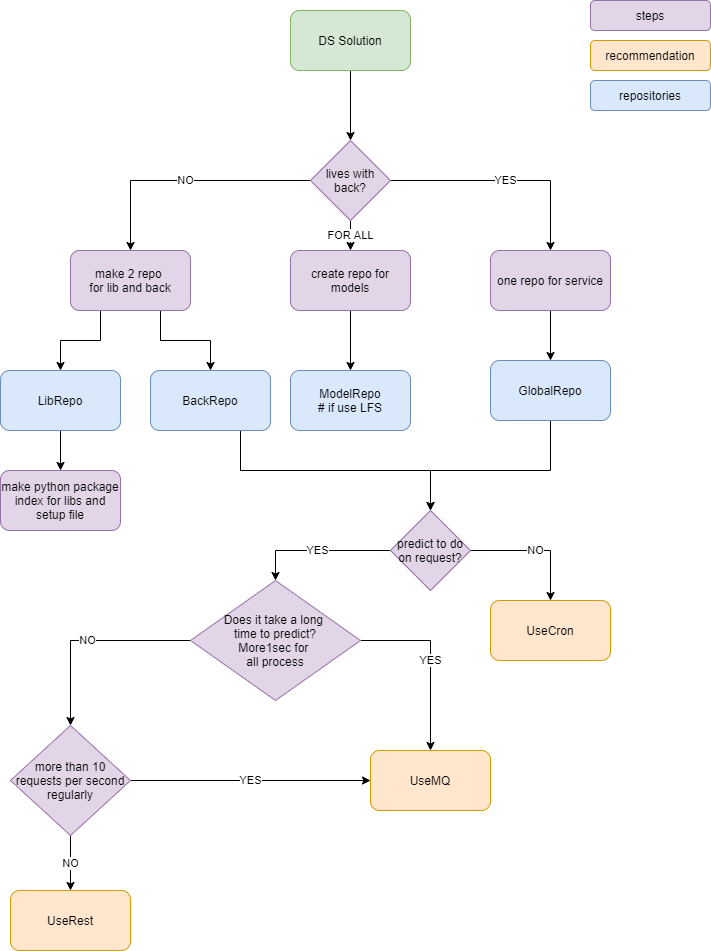 DS Solution
steps
recommendation
repositories
lives with
back?
NO
YES
FOR ALL
make 2 repo
for lib and back
create repo for
models
one repo for service
LibRepo
BackRepo
ModelRepo
# if use LFS
GlobalRepo
make python package
index for libs and
setup file
predict to do
on request?
YES
NO
Does it take a long
time to predict?
More1sec for
all process
UseCron
NO
YES
more than 10
requests per second
regularly
YES
UseMQ
NO
UseRest